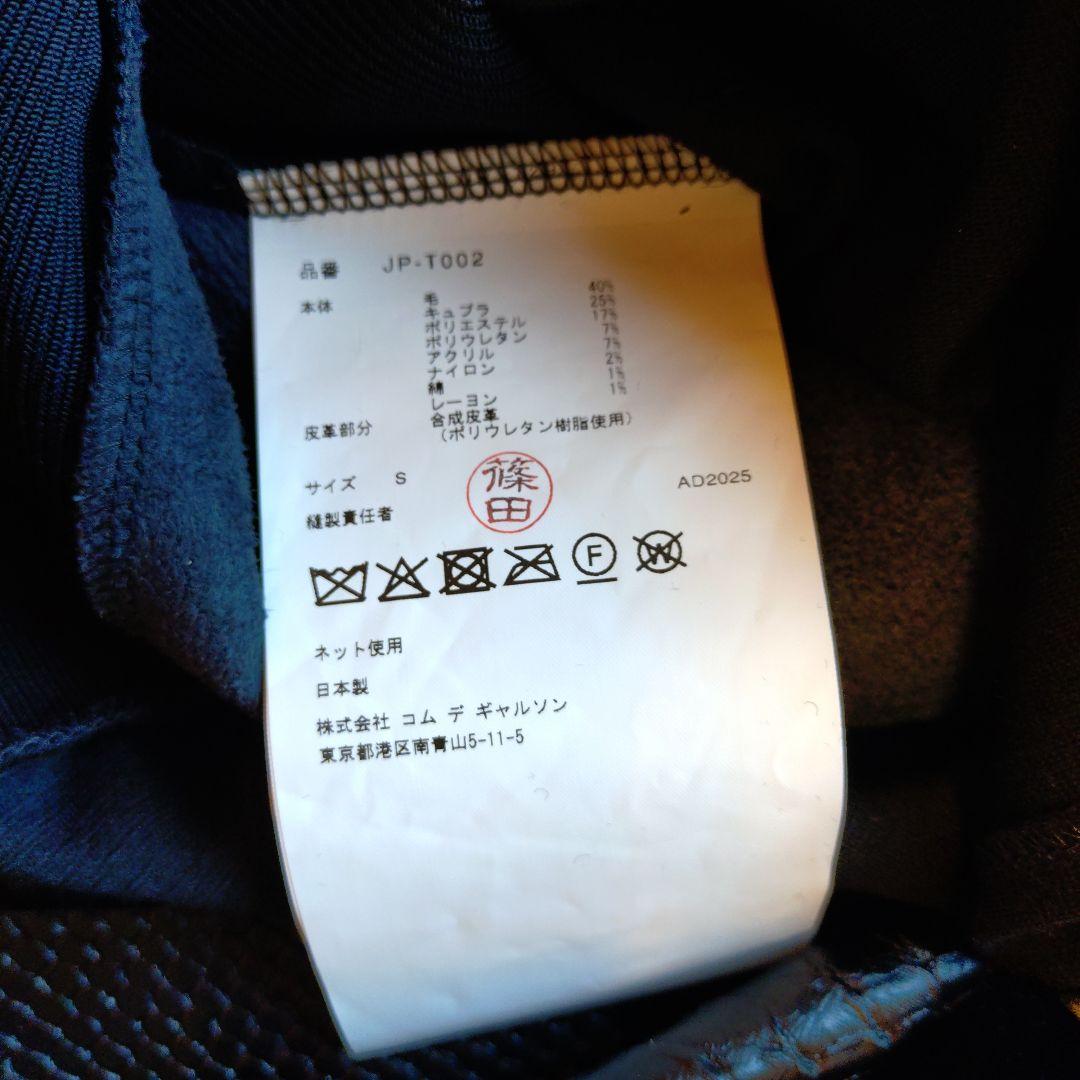 品番 JP-T002
本体 毛 40%
キュプラ 25%
ポリエステル 17%
ポリウレタン 7%
アクリル 7%
ナイロン 2%
綿 1%
レーヨン 1%
皮革部分 合成皮革
(ポリウレタン樹脂使用)
サイズ S AD2025
縫製責任者 篠田
F W
ネット使用
日本製
株式会社 コム デ ギャルソン
東京都港区南青山5-11-5